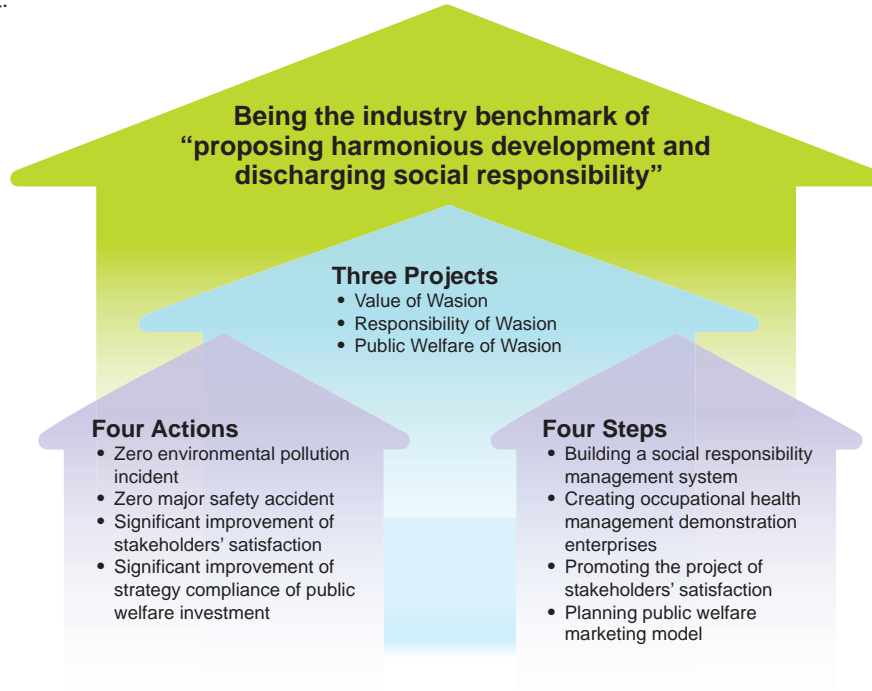 Being the industry benchmark of
“proposing harmonious development and
discharging social responsibility”
Three Projects
• Value of Wasion
• Responsibility of Wasion
• Public Welfare of Wasion
Four Actions
• Zero environmental pollution
incident
• Zero major safety accident
• Significant improvement of
stakeholders’ satisfaction
• Significant improvement of
strategy compliance of public
welfare investment
Four Steps
• Building a social responsibility
management system
• Creating occupational health
management demonstration
enterprises
• Promoting the project of
stakeholders’ satisfaction
• Planning public welfare
marketing model